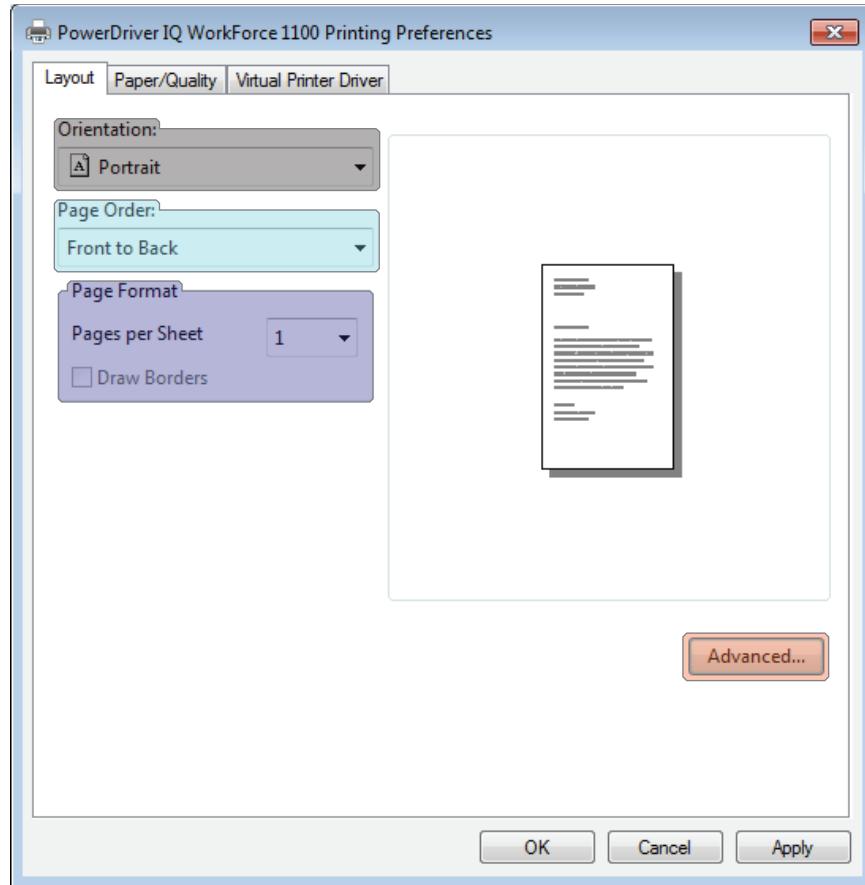 PowerDriver IQ WorkForce 1100 Printing Preferences
Layout Paper/Quality Virtual Printer Driver
Orientation:
A Portrait
Page Order:
Front to Back
Page Format
Pages per Sheet 1
Draw Borders
Advanced...
OK Cancel Apply